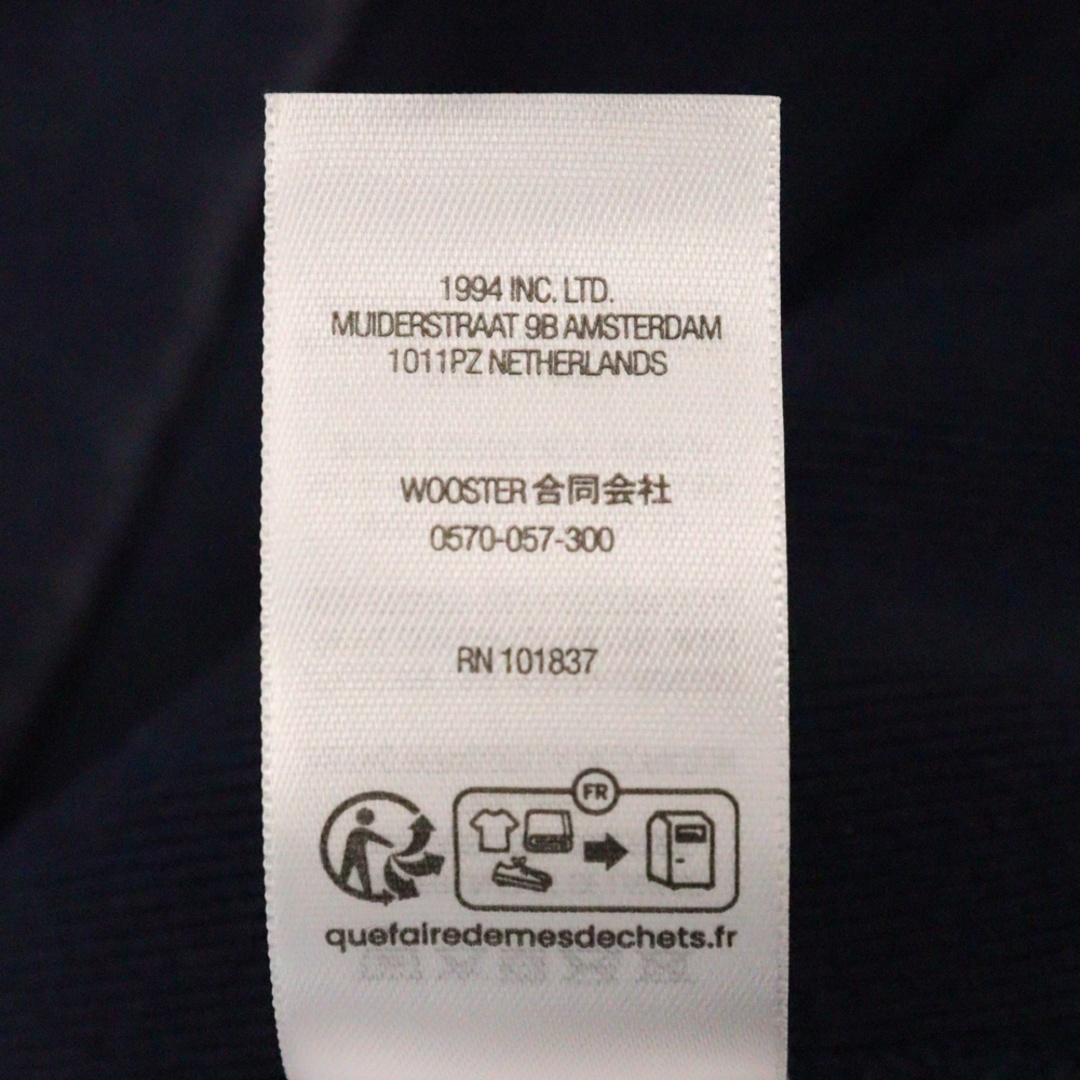 1994 INC. LTD.
MUIDERSTRAAT 9B AMSTERDAM
1011PZ NETHERLANDS
WOOSTER 合同会社
0570-057-300
RN 101837
FR
quefairedemesdechets.fr